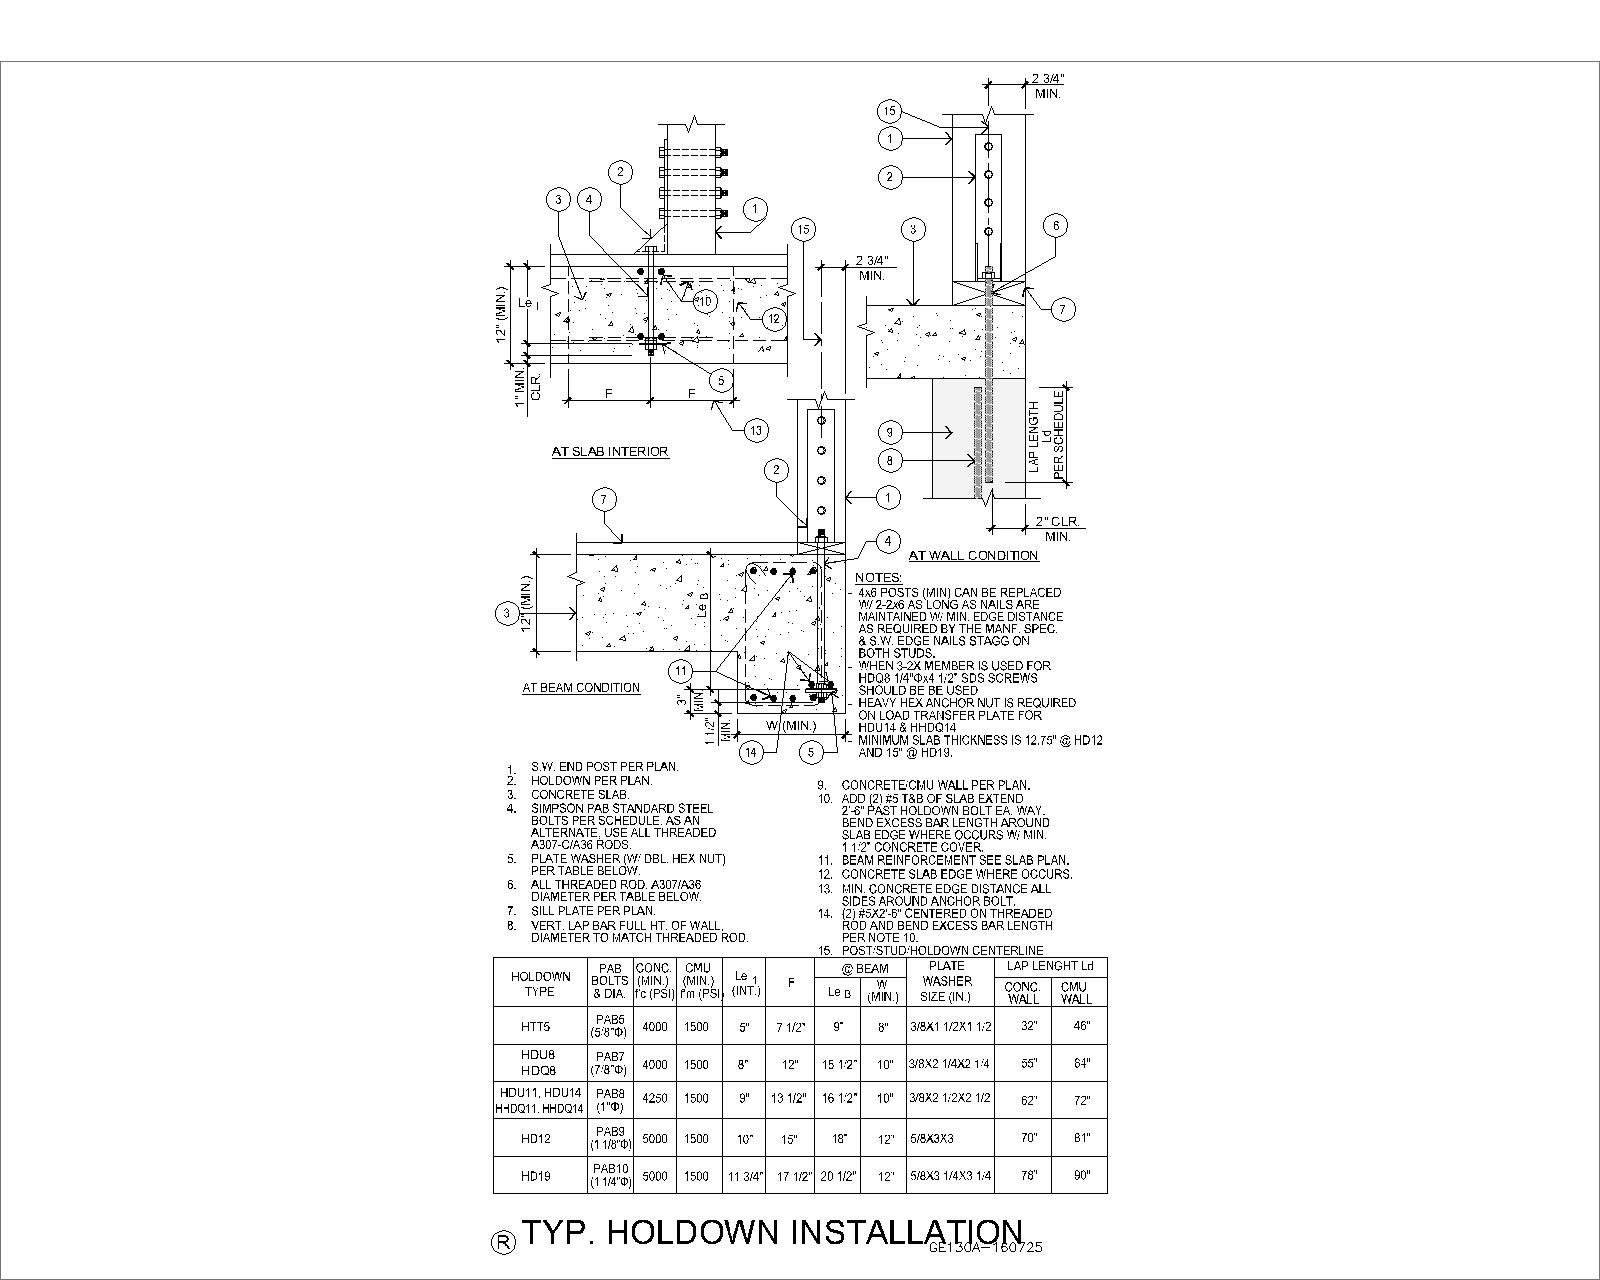 2 3/4"
MIN.
15
1
2
2
3
4
1
15
3
6
2 3/4"
MIN.
12" (MIN.)
Le I
10
12
7
1" MIN.
CLR.
5
F
F
13
AT SLAB INTERIOR
9
8
LAP LENGTH
Ld
PER SCHEDULE
2
1
7
2" CLR.
MIN.
4
AT WALL CONDITION
12" (MIN.)
3
Le B
11
AT BEAM CONDITION
3"
MIN.
1 1/2"
MIN.
W (MIN.)
14
5
NOTES:
- 4x6 POSTS (MIN) CAN BE REPLACED
W/ 2-2x6 AS LONG AS NAILS ARE
MAINTAINED W/ MIN. EDGE DISTANCE
AS REQUIRED BY THE MANF. SPEC.
& S.W. EDGE NAILS STAGG ON
BOTH STUDS.
- WHEN 3-2X MEMBER IS USED FOR
HDQ8 1/4"Φx4 1/2" SDS SCREWS
SHOULD BE BE USED
- HEAVY HEX ANCHOR NUT IS REQUIRED
ON LOAD TRANSFER PLATE FOR
HDU14 & HHDQ14
- MINIMUM SLAB THICKNESS IS 12.75" @ HD12
AND 15" @ HD19.
1. S.W. END POST PER PLAN.
2. HOLDOWN PER PLAN.
3. CONCRETE SLAB.
4. SIMPSON PAB STANDARD STEEL
BOLTS PER SCHEDULE. AS AN
ALTERNATE, USE ALL THREADED
A307-C/A36 RODS.
5. PLATE WASHER (W/ DBL. HEX NUT)
PER TABLE BELOW.
6. ALL THREADED ROD. A307/A36
DIAMETER PER TABLE BELOW.
7. SILL PLATE PER PLAN.
8. VERT. LAP BAR FULL HT. OF WALL,
DIAMETER TO MATCH THREADED ROD.
9. CONCRETE/CMU WALL PER PLAN.
10. ADD (2) #5 T&B OF SLAB EXTEND
2'-6" PAST HOLDOWN BOLT EA. WAY.
BEND EXCESS BAR LENGTH AROUND
SLAB EDGE WHERE OCCURS W/ MIN.
1 1/2" CONCRETE COVER.
11. BEAM REINFORCEMENT SEE SLAB PLAN.
12. CONCRETE SLAB EDGE WHERE OCCURS.
13. MIN. CONCRETE EDGE DISTANCE ALL
SIDES AROUND ANCHOR BOLT.
14. (2) #5X2'-6" CENTERED ON THREADED
ROD AND BEND EXCESS BAR LENGTH
PER NOTE 10.
15. POST/STUD/HOLDOWN CENTERLINE
HOLDOWN TYPE PAB BOLTS & DIA. CONC. (MIN.) f'c (PSI) CMU (MIN.) f'm (PSI) Le 1 (INT.) F @ BEAM Le B W (MIN.) PLATE WASHER SIZE (IN.) LAP LENGHT Ld CONC. WALL CMU WALL
HTT5 PAB5 (5/8"Φ) 4000 1500 5" 7 1/2" 9" 8" 3/8X1 1/2X1 1/2 32" 46"
HDU8 HDQ8 PAB7 (7/8"Φ) 4000 1500 8" 12" 15 1/2" 10" 3/8X2 1/4X2 1/4 55" 64"
HDU11, HDU14 HHDQ11, HHDQ14 PAB8 (1"Φ) 4250 1500 9" 13 1/2" 16 1/2" 10" 3/8X2 1/2X2 1/2 62" 72"
HD12 PAB9 (1 1/8"Φ) 5000 1500 10" 15" 18" 12" 5/8X3X3 70" 81"
HD19 PAB10 (1 1/4"Φ) 5000 1500 11 3/4" 17 1/2" 20 1/2" 12" 5/8X3 1/4X3 1/4 78" 90"
R TYP. HOLDOWN INSTALLATION
GE130A-160725